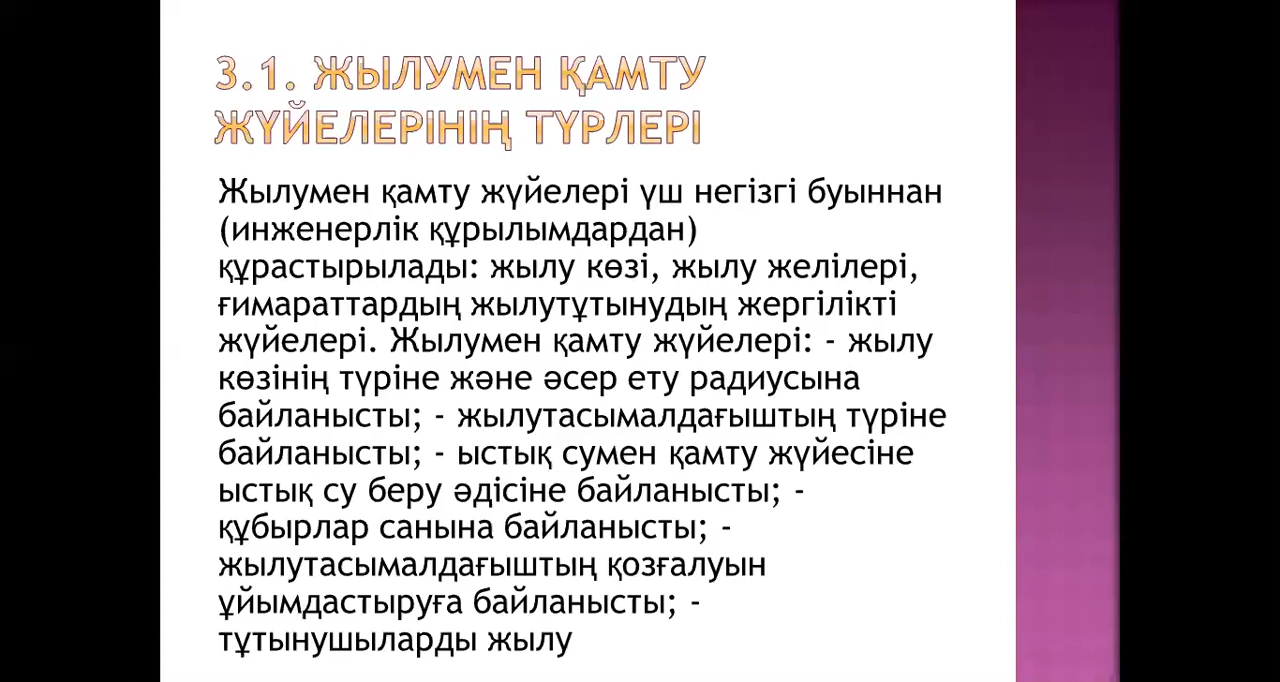 3.1. ЖЫЛУМЕН ҚАМТУ
ЖҮЙЕЛЕРІНІҢ ТҮРЛЕРІ
Жылумен қамту жүйелері үш негізгі буыннан
(инженерлік құрылымдардан)
құрастырылады: жылу көзі, жылу желілері,
ғимараттардың жылутұтынудың жергілікті
жүйелері. Жылумен қамту жүйелері: - жылу
көзінің түріне және әсер ету радиусына
байланысты; - жылутасымалдағыштың түріне
байланысты; - ыстық сумен қамту жүйесіне
ыстық су беру әдісіне байланысты; -
құбырлар санына байланысты; -
жылутасымалдағыштың қозғалуын
ұйымдастыруға байланысты; -
тұтынушыларды жылу